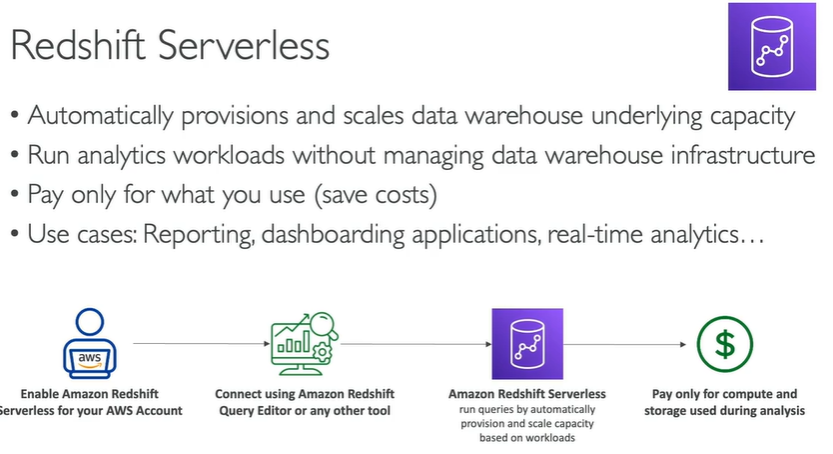 Redshift Serverless
• Automatically provisions and scales data warehouse underlying capacity
• Run analytics workloads without managing data warehouse infrastructure
• Pay only for what you use (save costs)
• Use cases: Reporting, dashboarding applications, real-time analytics…
aws
$
Enable Amazon Redshift
Serverless for your AWS Account
Connect using Amazon Redshift
Query Editor or any other tool
Amazon Redshift Serverless
run queries by automatically
provision and scale capacity
based on workloads
Pay only for compute and
storage used during analysis